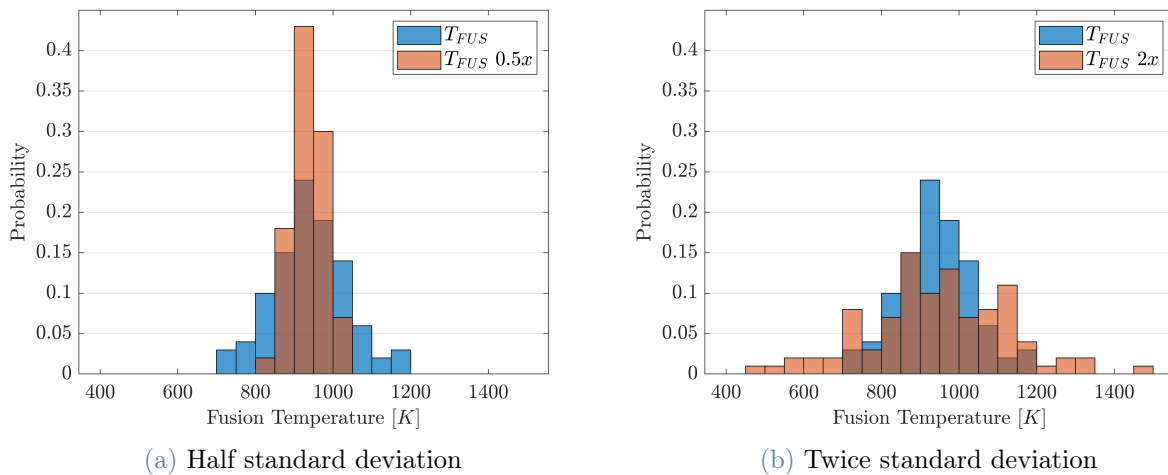 0.4
0.35
0.3
0.25
0.2
0.15
0.1
0.05
0
Probability
400 600 800 1000 1200 1400
Fusion Temperature [K]
T_FUS
T_FUS 0.5x
(a) Half standard deviation
0.4
0.35
0.3
0.25
0.2
0.15
0.1
0.05
0
Probability
400 600 800 1000 1200 1400
Fusion Temperature [K]
T_FUS
T_FUS 2x
(b) Twice standard deviation